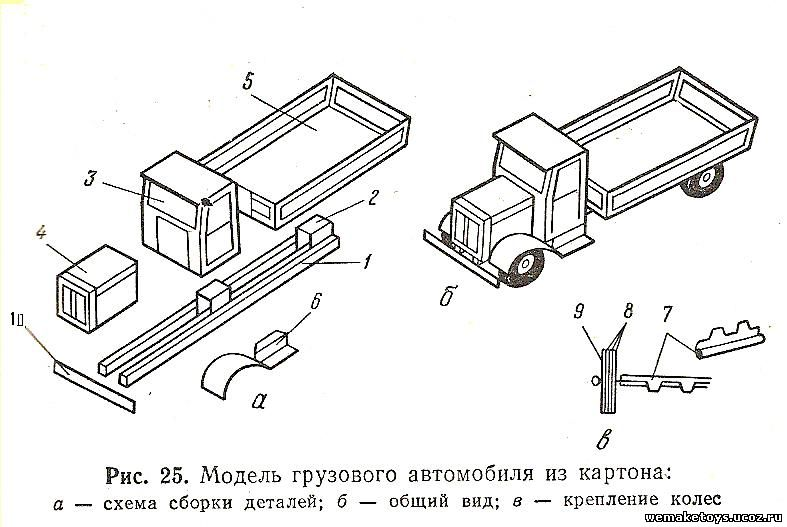 5
3
2
4
1
10
6
а
б
9 8 7
в
Рис. 25. Модель грузового автомобиля из картона:
а — схема сборки деталей; б — общий вид; в — крепление колес
wemaketoys.ucoz.ru